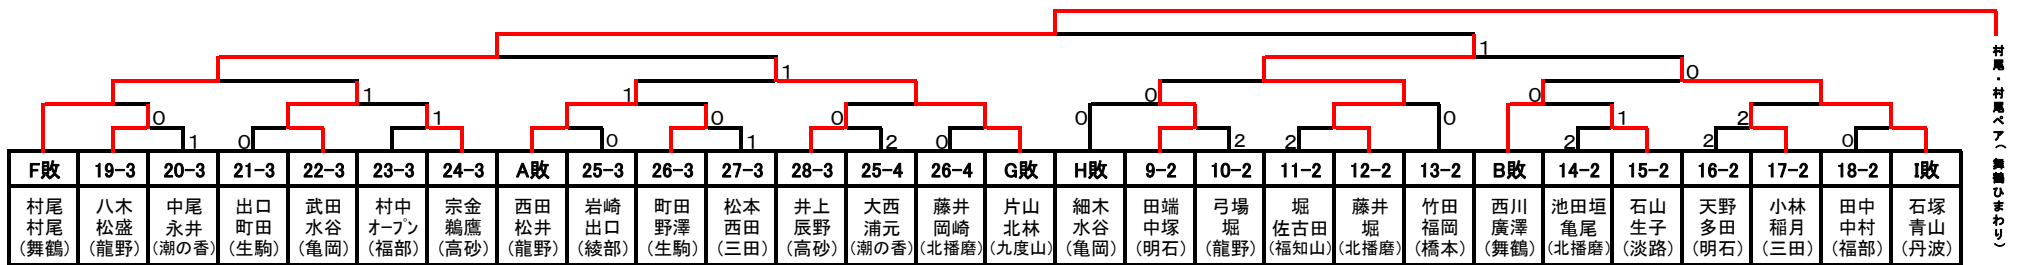 1
1 0
1 1 0 0
0 1 1 0 0 0 0 1 2
1 0 0 1 2 0 2 2 2 2 0
F敗 19-3 20-3 21-3 22-3 23-3 24-3 A敗 25-3 26-3 27-3 28-3 25-4 26-4 G敗 H敗 9-2 10-2 11-2 12-2 13-2 B敗 14-2 15-2 16-2 17-2 18-2 I敗
村尾 八木 中尾 出口 武田 村中 宗金 西田 岩崎 町田 松本 井上 大西 藤井 片山 細木 田端 弓場 堀 藤井 竹田 西川 池田垣 石山 天野 小林 田中 石塚
村尾 松盛 永井 町田 水谷 オープン 鵜鷹 松井 出口 野澤 西田 辰野 浦元 岡崎 北林 水谷 中塚 堀 佐古田 堀 福岡 廣澤 亀尾 生子 多田 稲月 中村 青山
(舞鶴) (龍野) (潮の香) (生駒) (亀岡) (福部) (高砂) (龍野) (綾部) (生駒) (三田) (高砂) (潮の香) (北播磨) (九度山) (亀岡) (明石) (龍野) (福知山) (北播磨) (橋本) (舞鶴) (北播磨) (淡路) (明石) (三田) (福部) (丹波)
村尾・村尾ペア(舞鶴ひまわり)